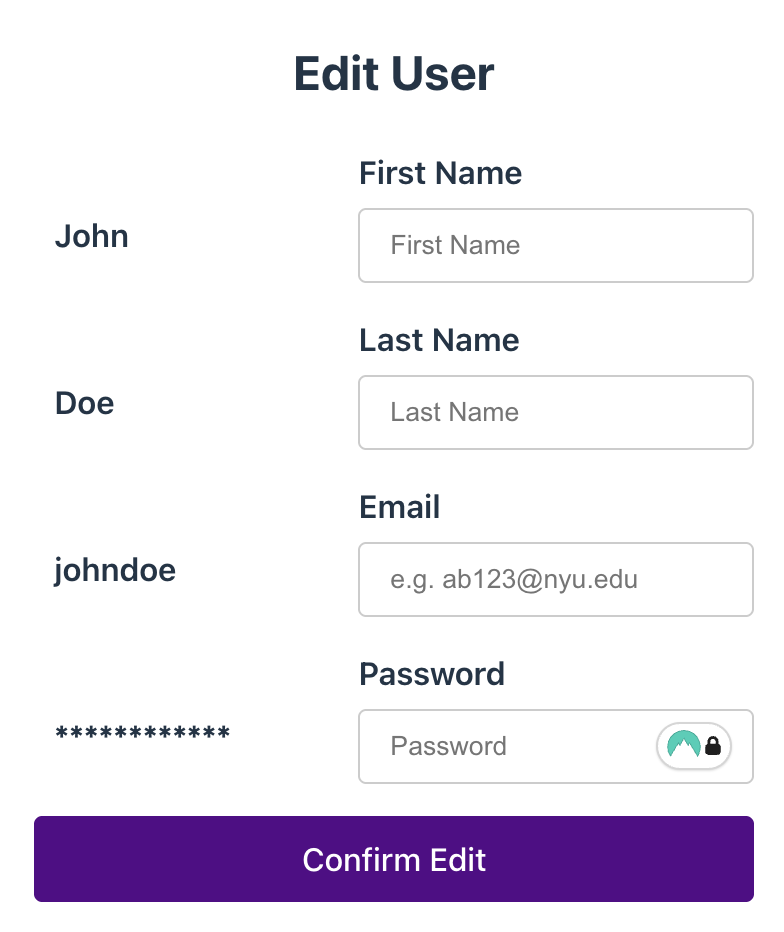 Edit User
First Name
John
First Name
Last Name
Doe
Last Name
Email
johndoe
e.g. ab123@nyu.edu
Password
************
Password
Confirm Edit